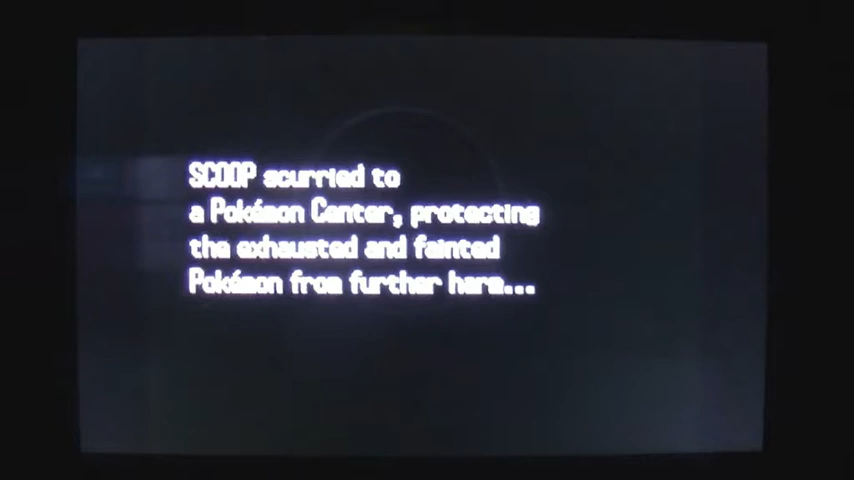 SCOOP scurried to
a Pokémon Center, protecting
the exhausted and fainted
Pokémon from further harm...